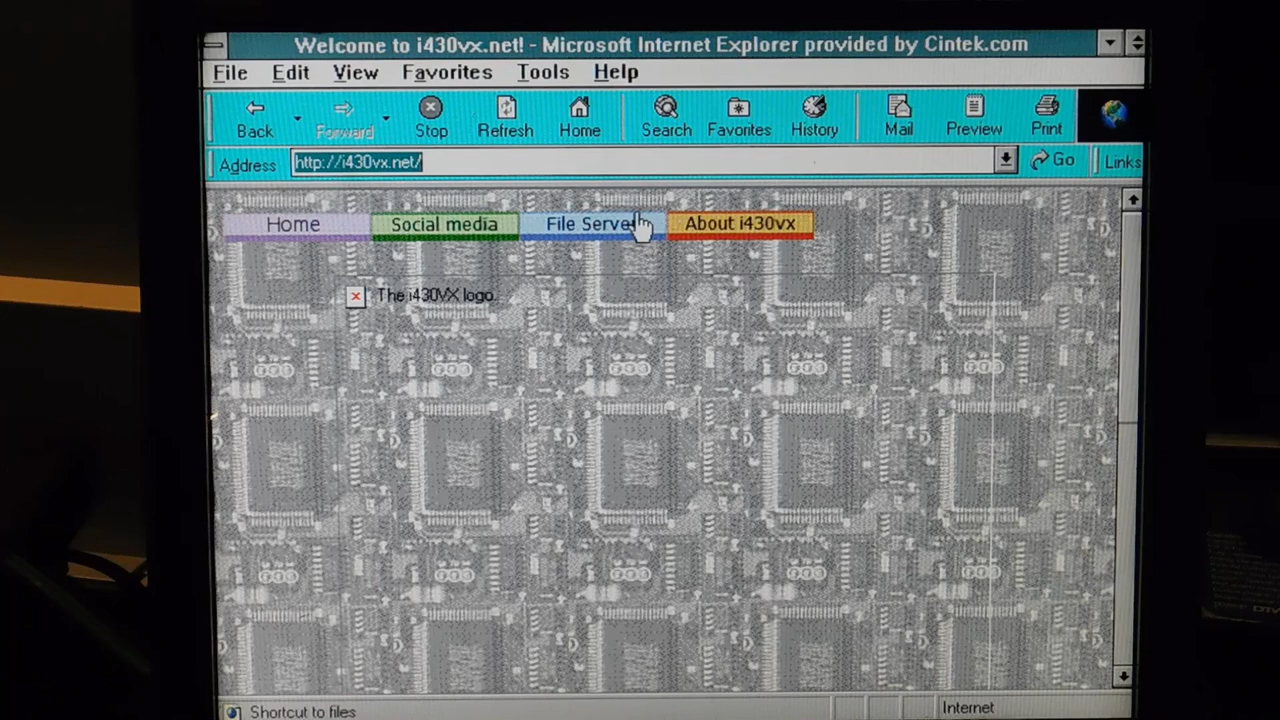 Welcome to i430vx.net! - Microsoft Internet Explorer provided by Cintek.com
File Edit View Favorites Tools Help
Back Forward Stop Refresh Home Search Favorites History Mail Preview Print
Address http://i430vx.net/ Go Links
Home Social media File Server About i430vx
The i430VX logo.
Shortcut to files Internet